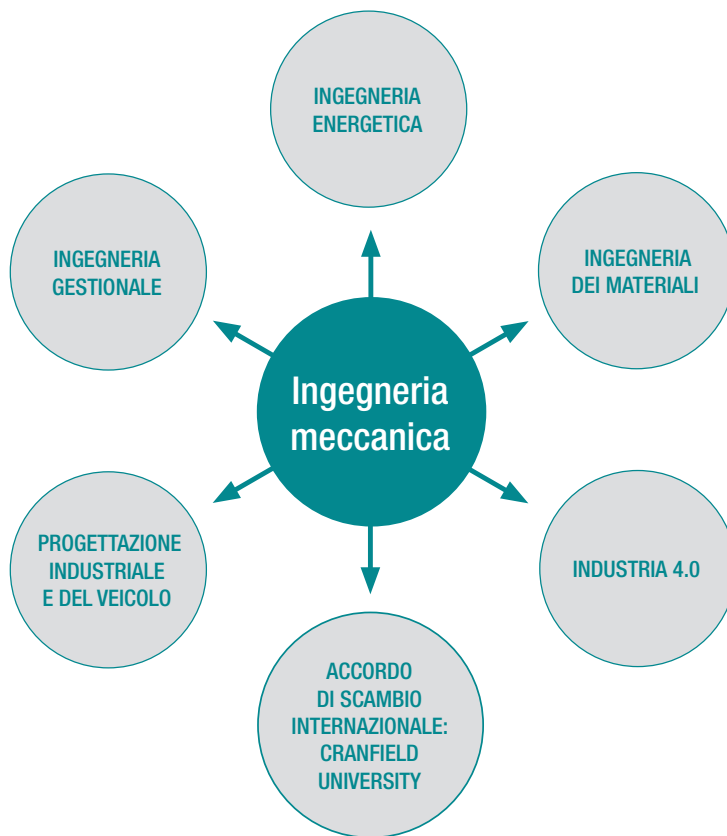 INGEGNERIA
ENERGETICA
INGEGNERIA
GESTIONALE
INGEGNERIA
DEI MATERIALI
Ingegneria
meccanica
PROGETTAZIONE
INDUSTRIALE
E DEL VEICOLO
INDUSTRIA 4.0
ACCORDO
DI SCAMBIO
INTERNAZIONALE:
CRANFIELD
UNIVERSITY